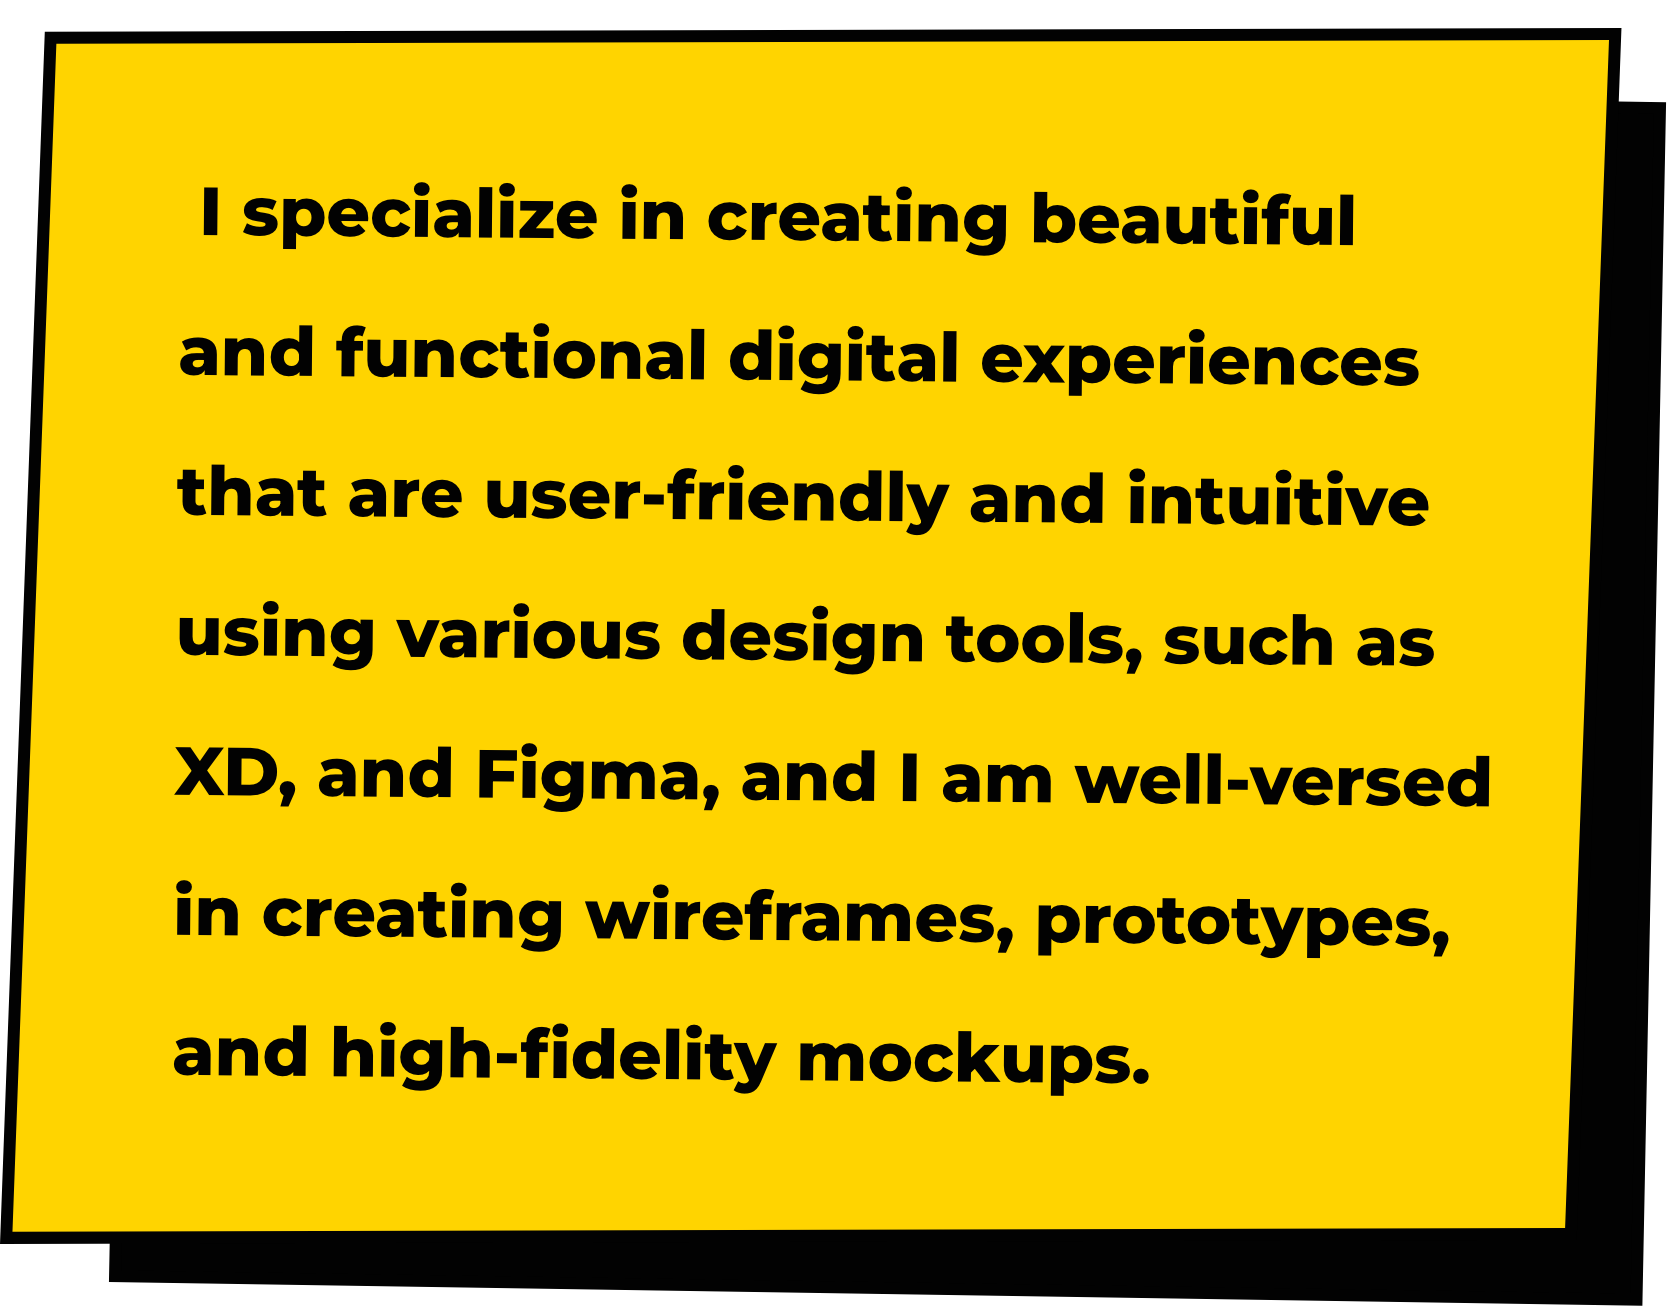 I specialize in creating beautiful
and functional digital experiences
that are user-friendly and intuitive
using various design tools, such as
XD, and Figma, and I am well-versed
in creating wireframes, prototypes,
and high-fidelity mockups.